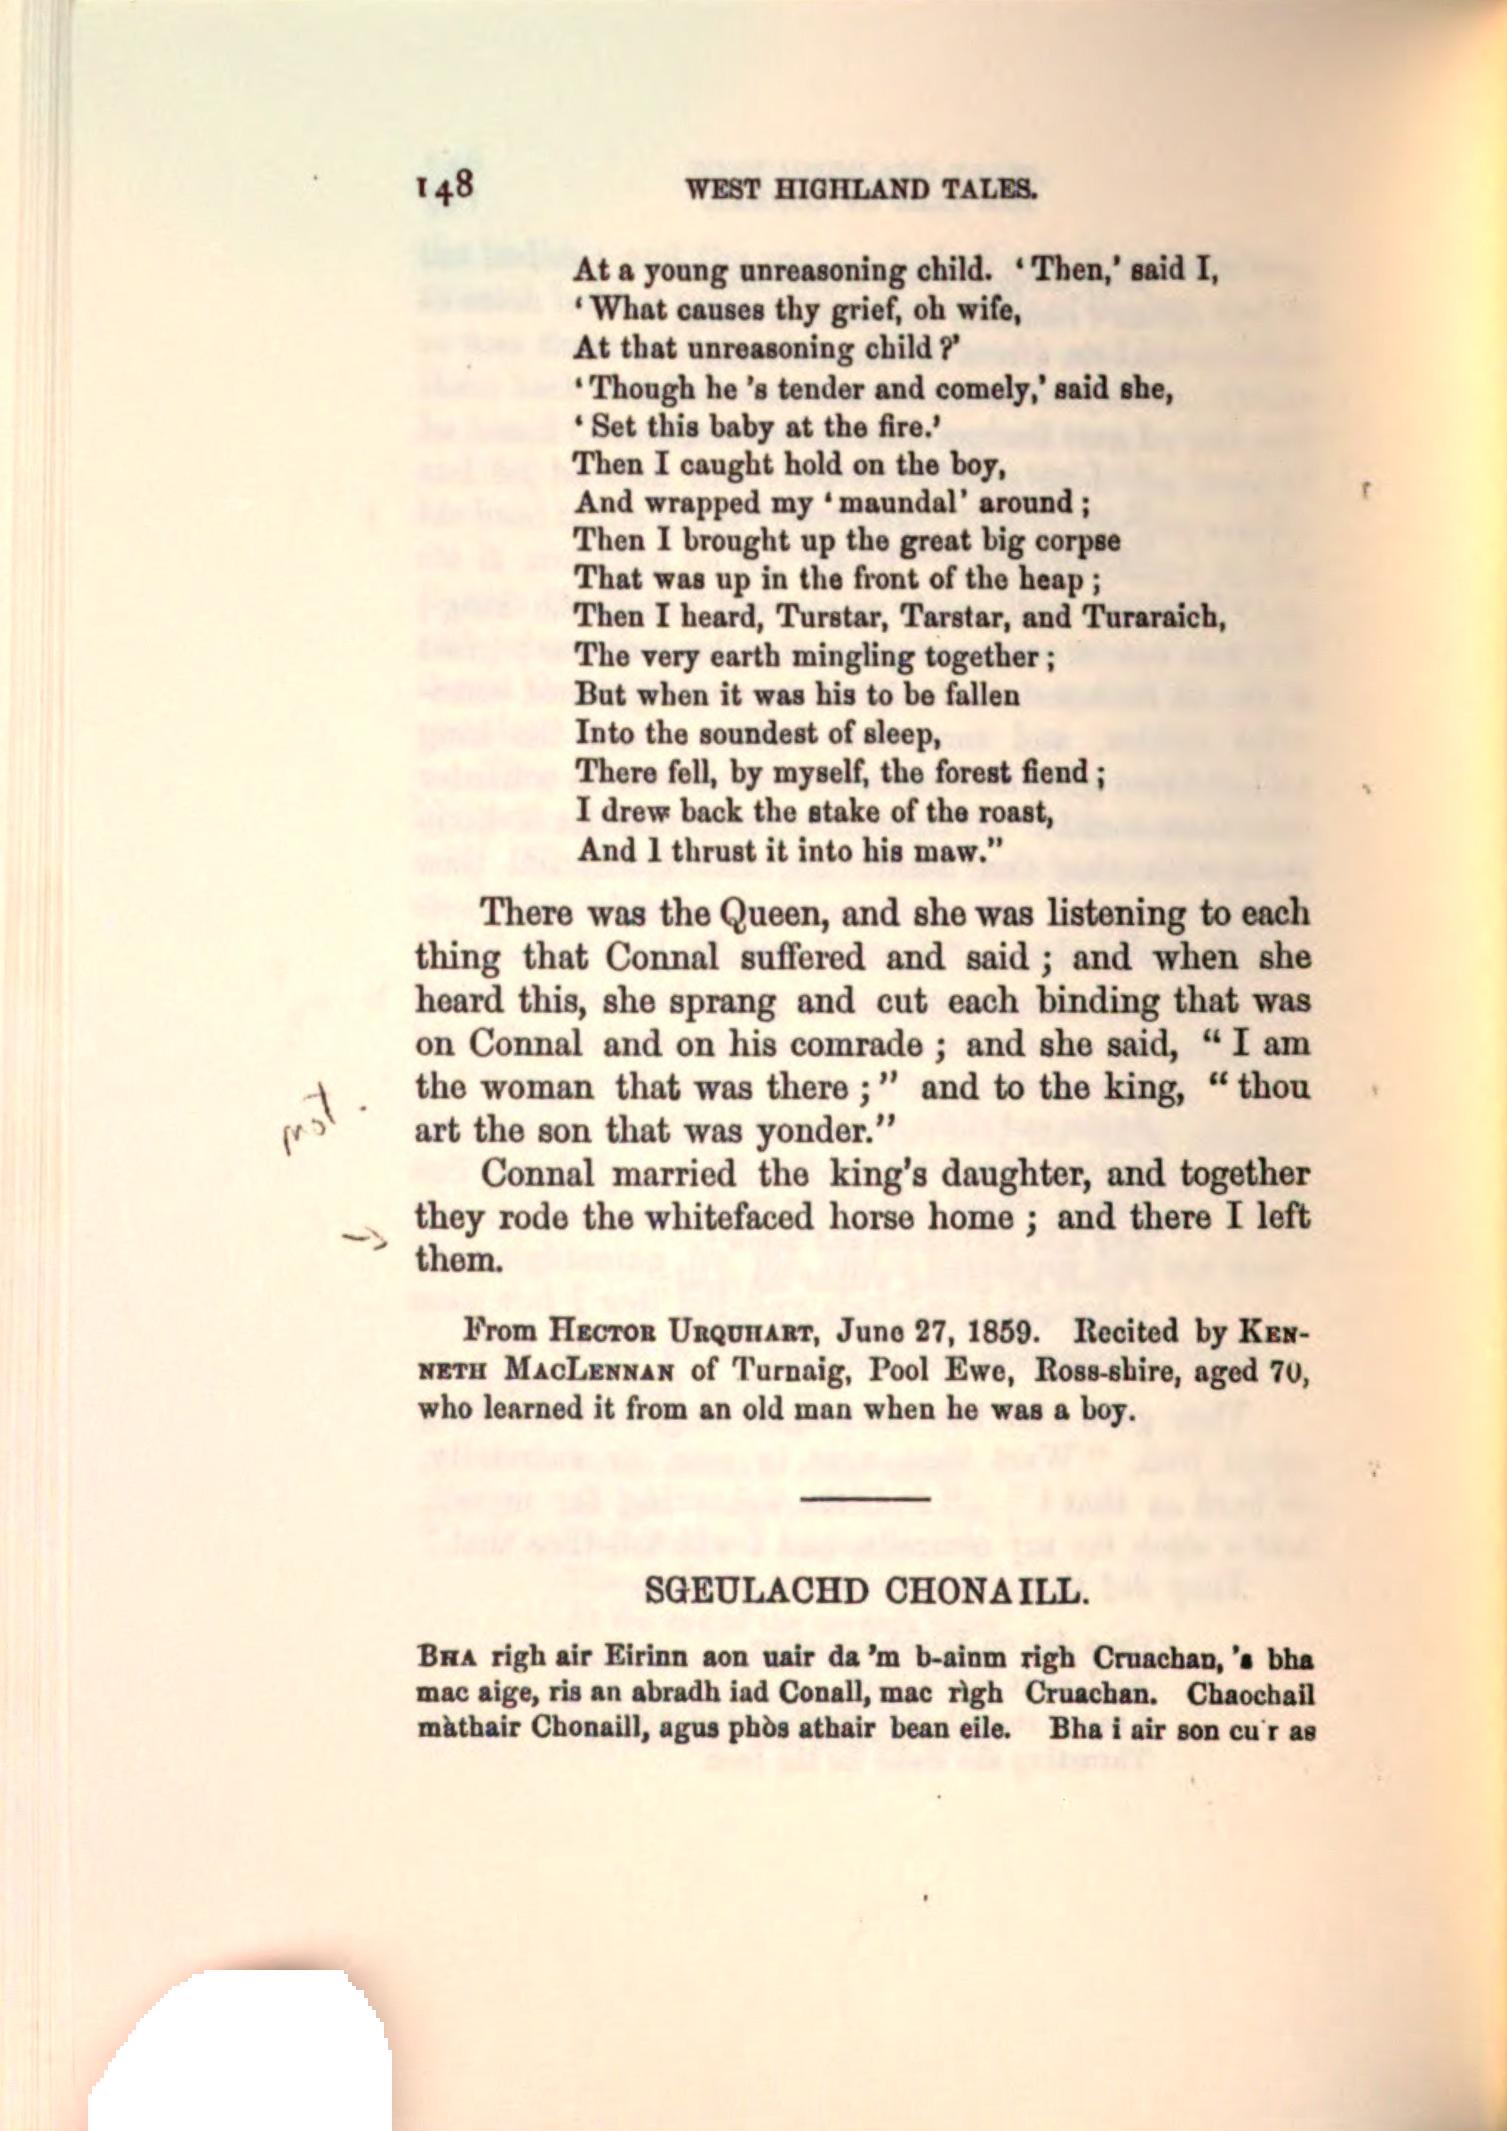 148 WEST HIGHLAND TALES.
At a young unreasoning child. ‘Then,’ said I,
‘What causes thy grief, oh wife,
At that unreasoning child?’
‘Though he ’s tender and comely,’ said she,
‘Set this baby at the fire.’
Then I caught hold on the boy,
And wrapped my ‘maundal’ around;
Then I brought up the great big corpse
That was up in the front of the heap;
Then I heard, Turstar, Tarstar, and Turaraich,
The very earth mingling together;
But when it was his to be fallen
Into the soundest of sleep,
There fell, by myself, the forest fiend;
I drew back the stake of the roast,
And I thrust it into his maw.”
There was the Queen, and she was listening to each
thing that Connal suffered and said; and when she
heard this, she sprang and cut each binding that was
on Connal and on his comrade; and she said, “I am
the woman that was there;” and to the king, “thou
art the son that was yonder.”
Connal married the king's daughter, and together
they rode the whitefaced horse home; and there I left
them.
From HECTOR URQUHART, June 27, 1859. Recited by KEN-
NETH MACLENNAN of Turnaig, Pool Ewe, Ross-shire, aged 70,
who learned it from an old man when he was a boy.
SGEULACHD CHONAILL.
BHA righ air Eirinn aon uair da ’m b-ainm righ Cruachan, ’s bha
mac aige, ris an abradh iad Conall, mac rìgh Cruachan. Chaochail
màthair Chonaill, agus phòs athair bean eile. Bha i air son cu'r as